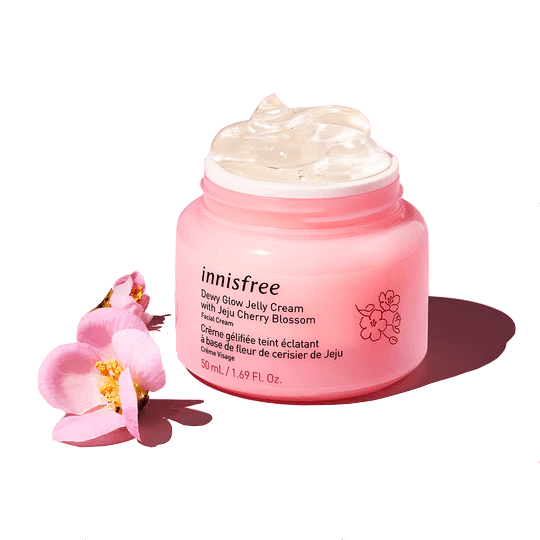 innisfree
Dewy Glow Jelly Cream
with Jeju Cherry Blossom
Facial Cream
Crème gélifiée teint éclatant
à base de fleur de cerisier de Jeju
Crème Visage
50 mL / 1.69 Fl. Oz.